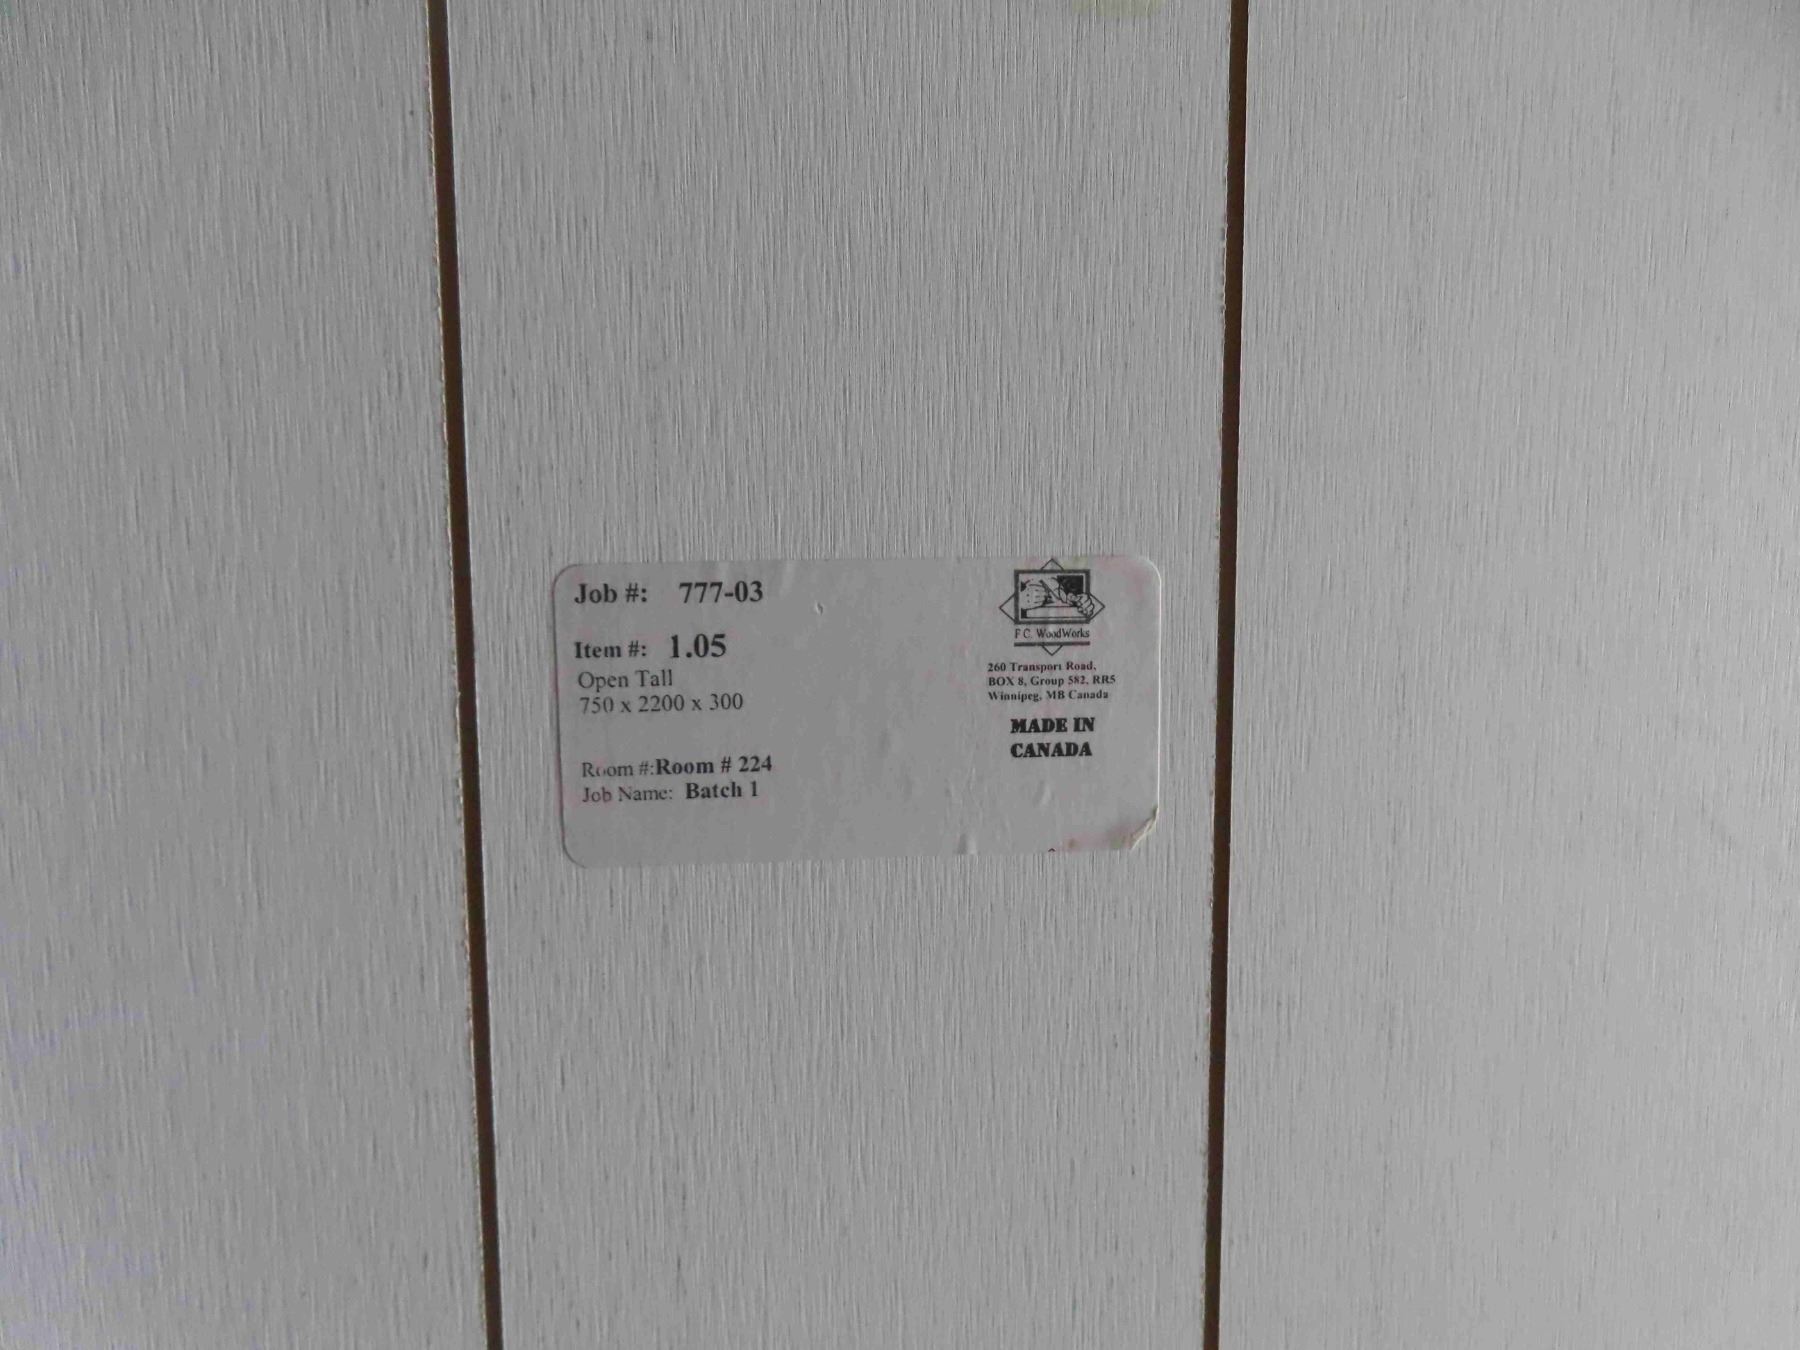 Job #: 777-03
Item #: 1.05
Open Tall
750 x 2200 x 300
Room #:Room # 224
Job Name: Batch 1
F.C. WoodWorks
260 Transport Road,
BOX 8, Group 582, RR5
Winnipeg, MB Canada
MADE IN
CANADA